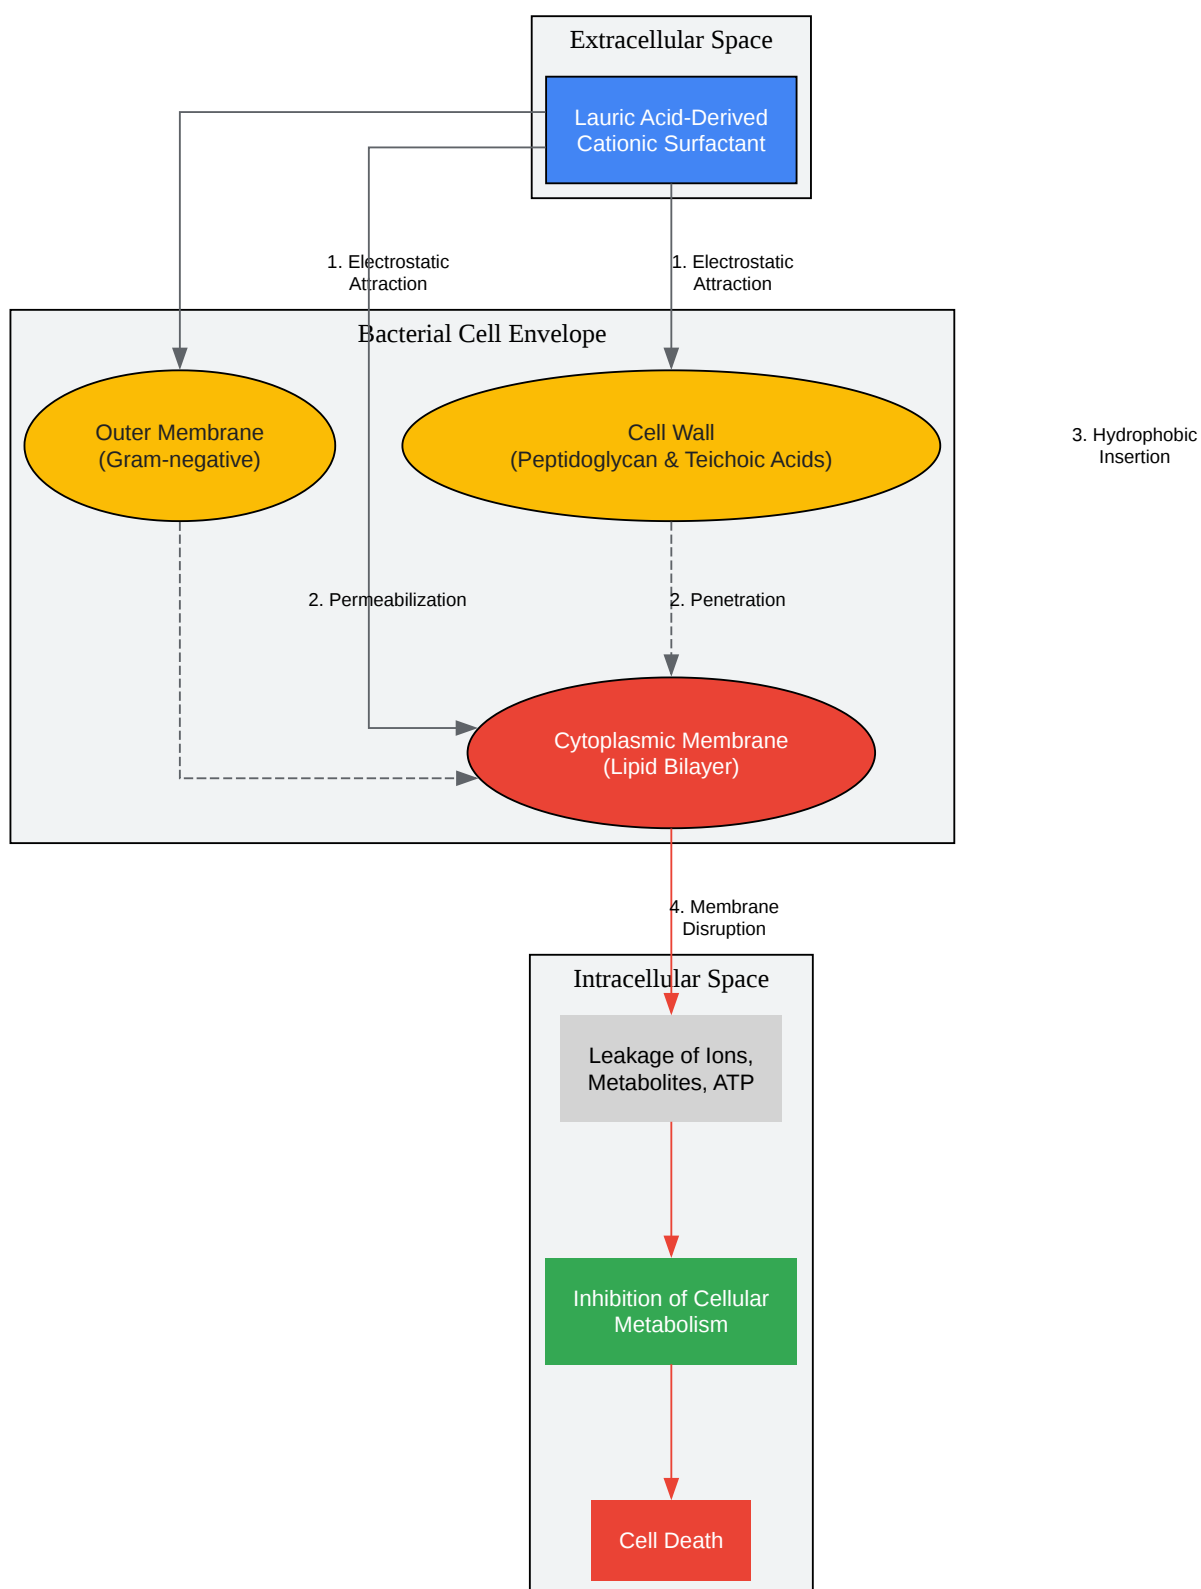 Extracellular Space
Lauric Acid-Derived
Cationic Surfactant
1. Electrostatic
Attraction
1. Electrostatic
Attraction
Bacterial Cell Envelope
Outer Membrane
(Gram-negative)
Cell Wall
(Peptidoglycan & Teichoic Acids)
3. Hydrophobic
Insertion
2. Permeabilization
2. Penetration
Cytoplasmic Membrane
(Lipid Bilayer)
4. Membrane
Disruption
Intracellular Space
Leakage of Ions,
Metabolites, ATP
Inhibition of Cellular
Metabolism
Cell Death